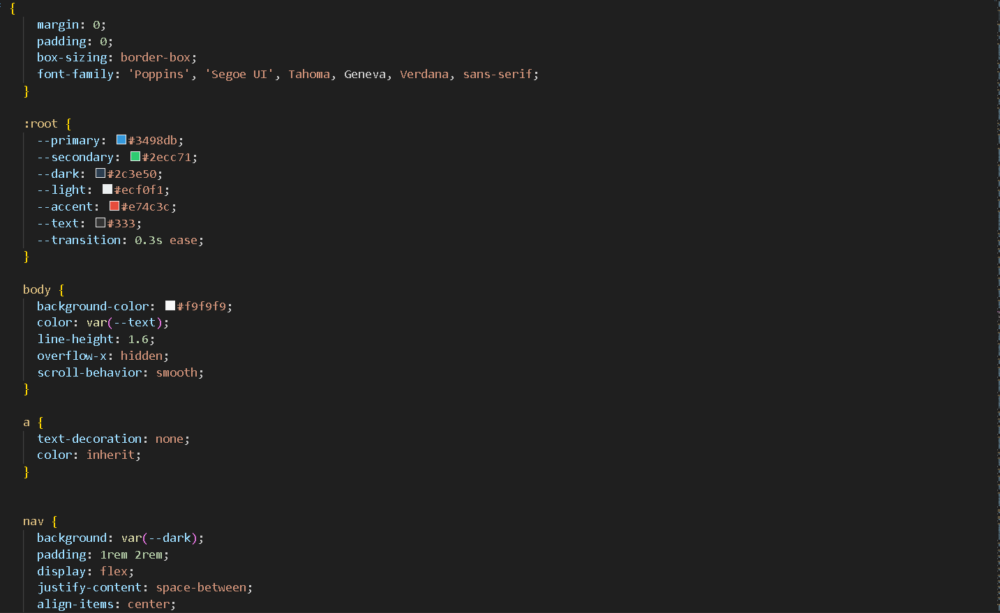 {
margin: 0;
padding: 0;
box-sizing: border-box;
font-family: 'Poppins', 'Segoe UI', Tahoma, Geneva, Verdana, sans-serif;
}
:root {
--primary: #3498db;
--secondary: #2ecc71;
--dark: #2c3e50;
--light: #ecf0f1;
--accent: #e74c3c;
--text: #333;
--transition: 0.3s ease;
}
body {
background-color: #f9f9f9;
color: var(--text);
line-height: 1.6;
overflow-x: hidden;
scroll-behavior: smooth;
}
a {
text-decoration: none;
color: inherit;
}
nav {
background: var(--dark);
padding: 1rem 2rem;
display: flex;
justify-content: space-between;
align-items: center;